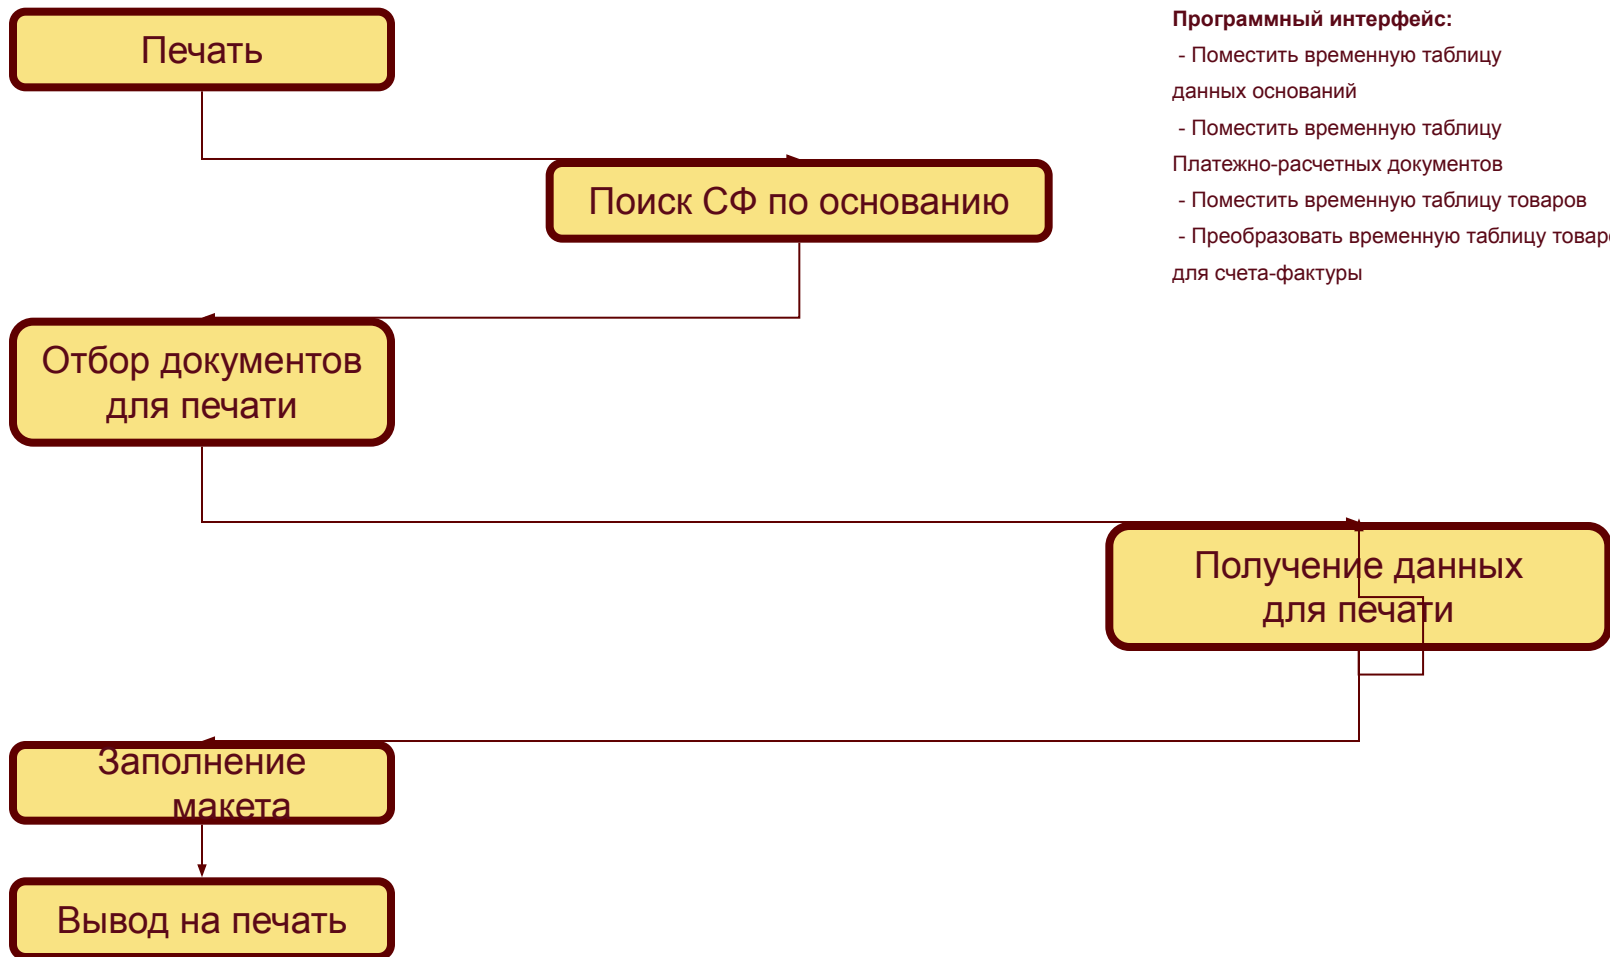 Печать
Программный интерфейс:
- Поместить временную таблицу
данных оснований
- Поместить временную таблицу
Платежно-расчетных документов
- Поместить временную таблицу товаров
- Преобразовать временную таблицу
для счета-фактуры
Поиск СФ по основанию
Отбор документов
для печати
Получение данных
для печати
Заполнение
макета
Вывод на печать